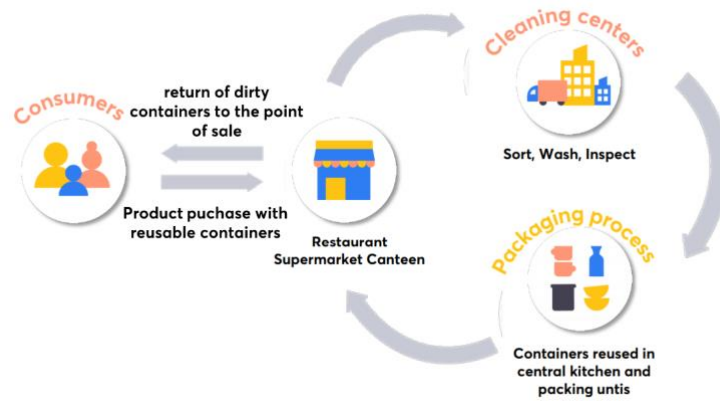 Consumers
return of dirty
containers to the point
of sale
Product puchase with
reusable containers
Restaurant
Supermarket Canteen
Cleaning centers
Sort, Wash, Inspect
Packaging process
Containers reused in
central kitchen and
packing untis